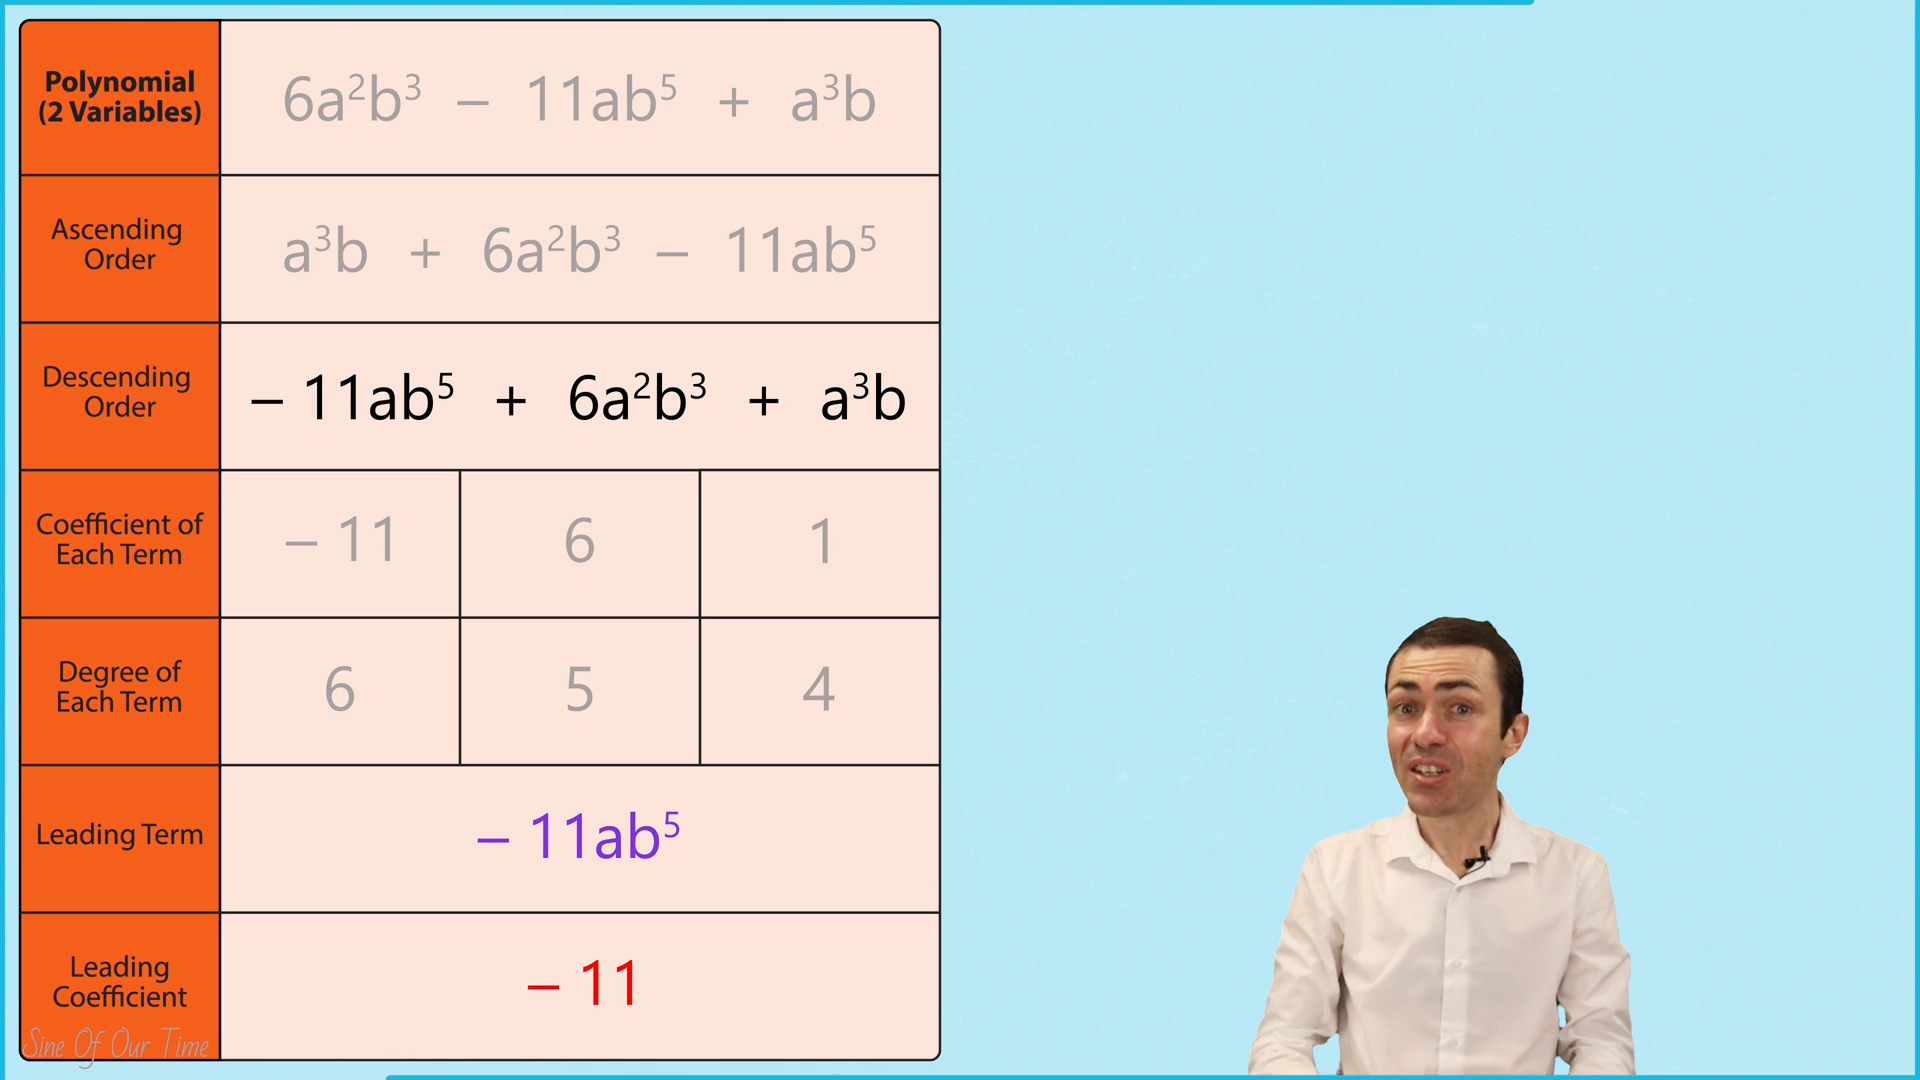 Polynomial
(2 Variables)
6a²b³ – 11ab⁵ + a³b
Ascending
Order
a³b + 6a²b³ – 11ab⁵
Descending
Order
– 11ab⁵ + 6a²b³ + a³b
Coefficient of
Each Term
– 11
6
1
Degree of
Each Term
6
5
4
Leading Term
– 11ab⁵
Leading
Coefficient
– 11
Sine Of Our Time